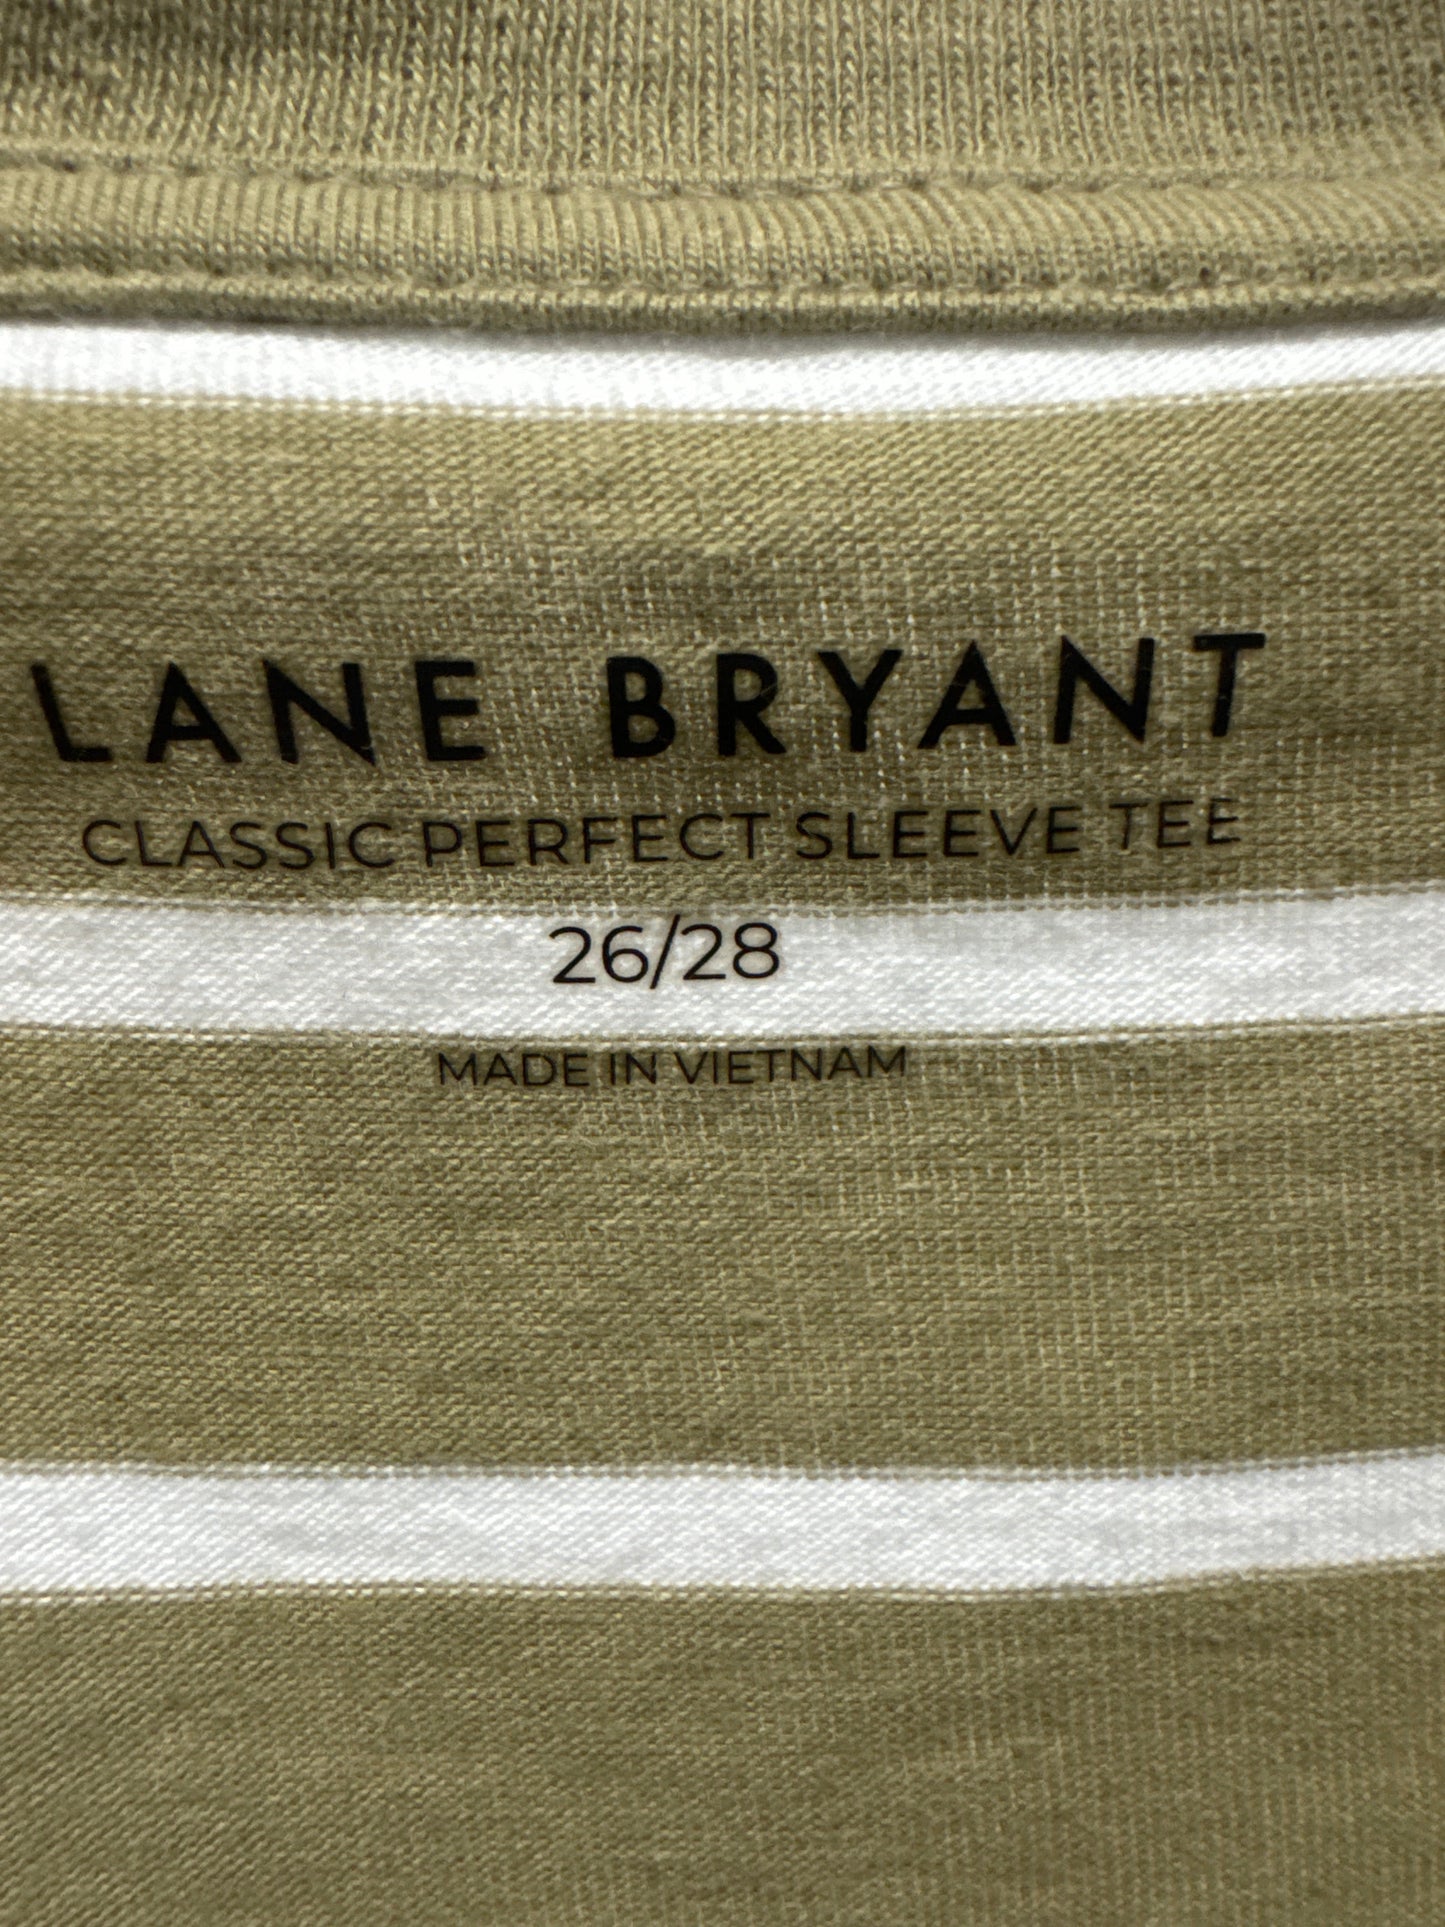 LANE BRYANT
CLASSIC PERFECT SLEEVE TEE
26/28
MADE IN VIETNAM